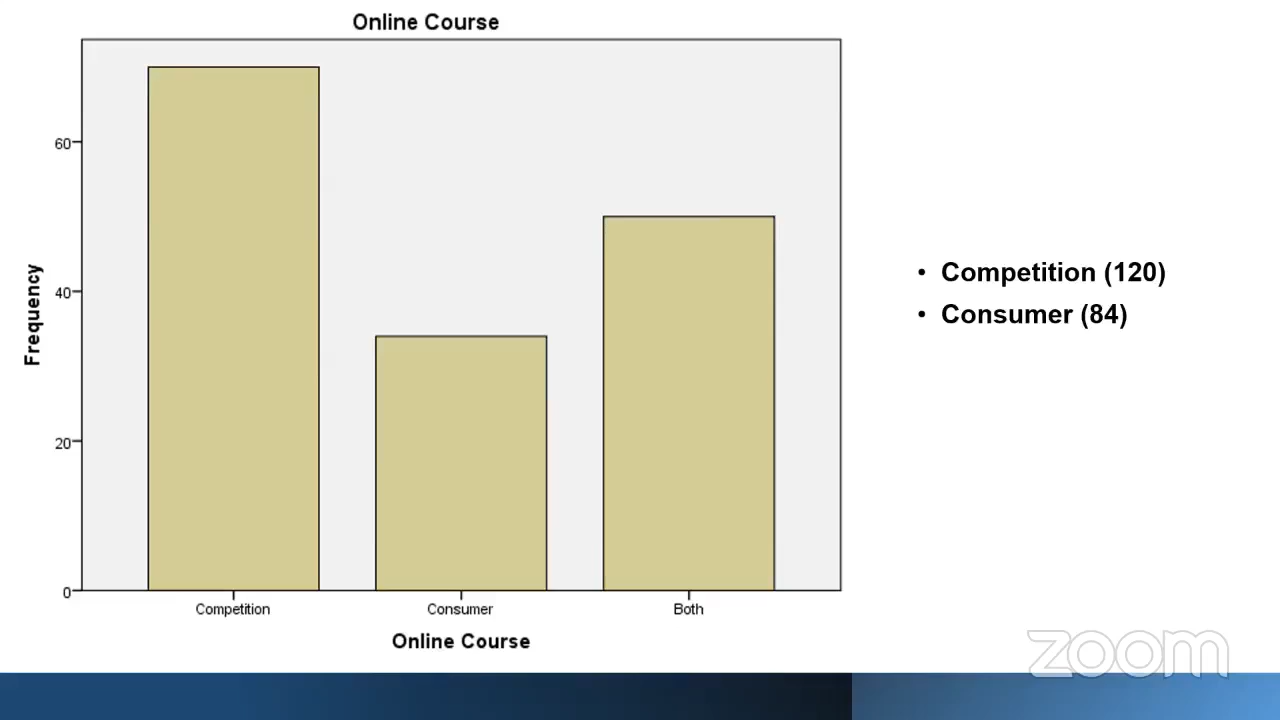 Online Course
60
40
20
0
Frequency
Competition
Consumer
Both
Online Course
• Competition (120)
• Consumer (84)
zoom